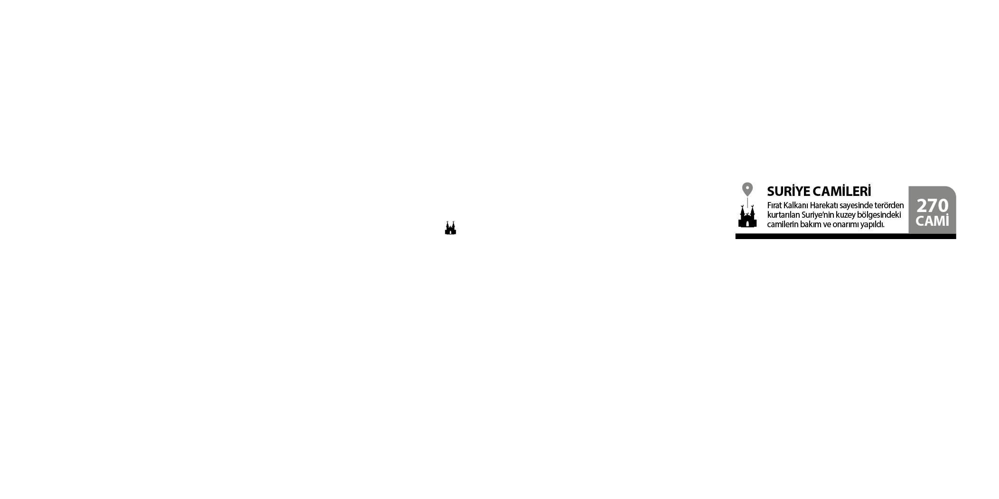 SURİYE CAMİLERİ
Fırat Kalkanı Harekatı sayesinde terörden
kurtarılan Suriye’nin kuzey bölgesindeki
camilerin bakım ve onarımı yapıldı.
270
CAMİ